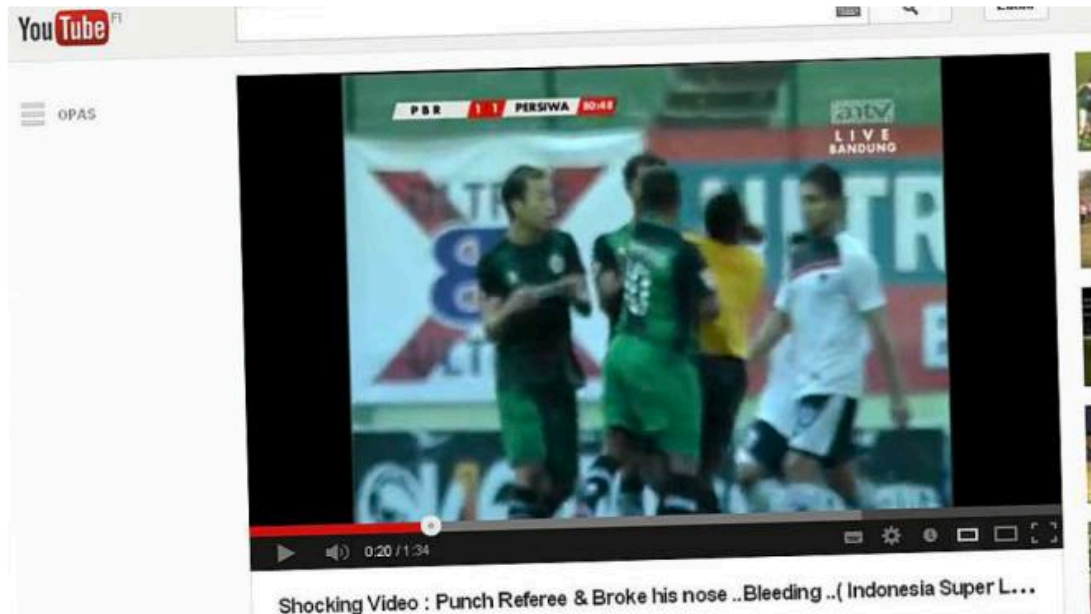 YouTube FI
OPAS
PBR 1 1 PERSIWA 80:48
antv
LIVE
BANDUNG
8
0:20 / 1:34
Shocking Video : Punch Referee & Broke his nose ..Bleeding ..( Indonesia Super L...